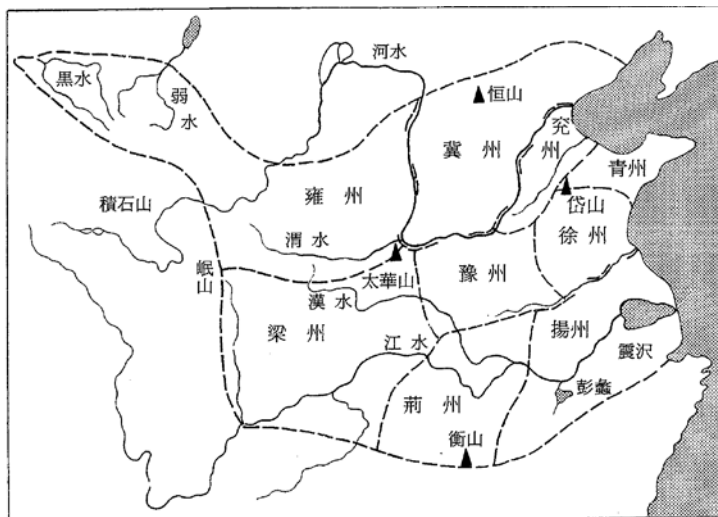 河水
黒水
弱水
恒山
兖州
冀州
青州
岱山
積石山
雍州
徐州
渭水
岷山
太華山
豫州
漢水
梁州
江水
揚州
震沢
彭蠡
荊州
衡山